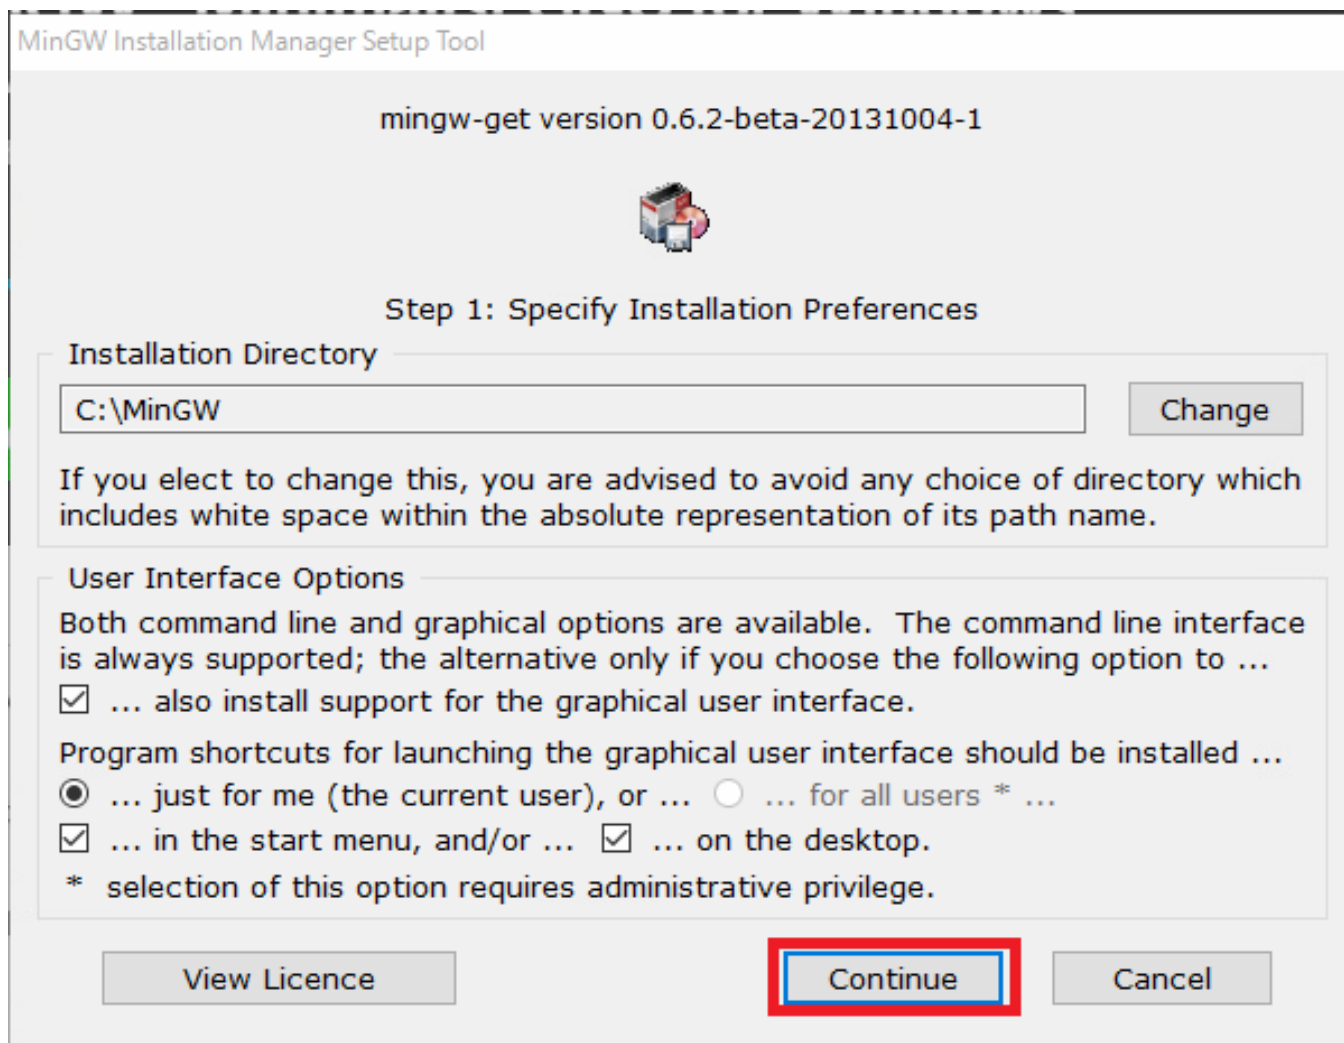 MinGW Installation Manager Setup Tool
mingw-get version 0.6.2-beta-20131004-1
Step 1: Specify Installation Preferences
Installation Directory
C:\MinGW
Change
If you elect to change this, you are advised to avoid any choice of directory which
includes white space within the absolute representation of its path name.
User Interface Options
Both command line and graphical options are available.  The command line interface
is always supported; the alternative only if you choose the following option to ...
... also install support for the graphical user interface.
Program shortcuts for launching the graphical user interface should be installed ...
... just for me (the current user), or ... ... for all users * ...
... in the start menu, and/or ... ... on the desktop.
* selection of this option requires administrative privilege.
View Licence
Continue
Cancel